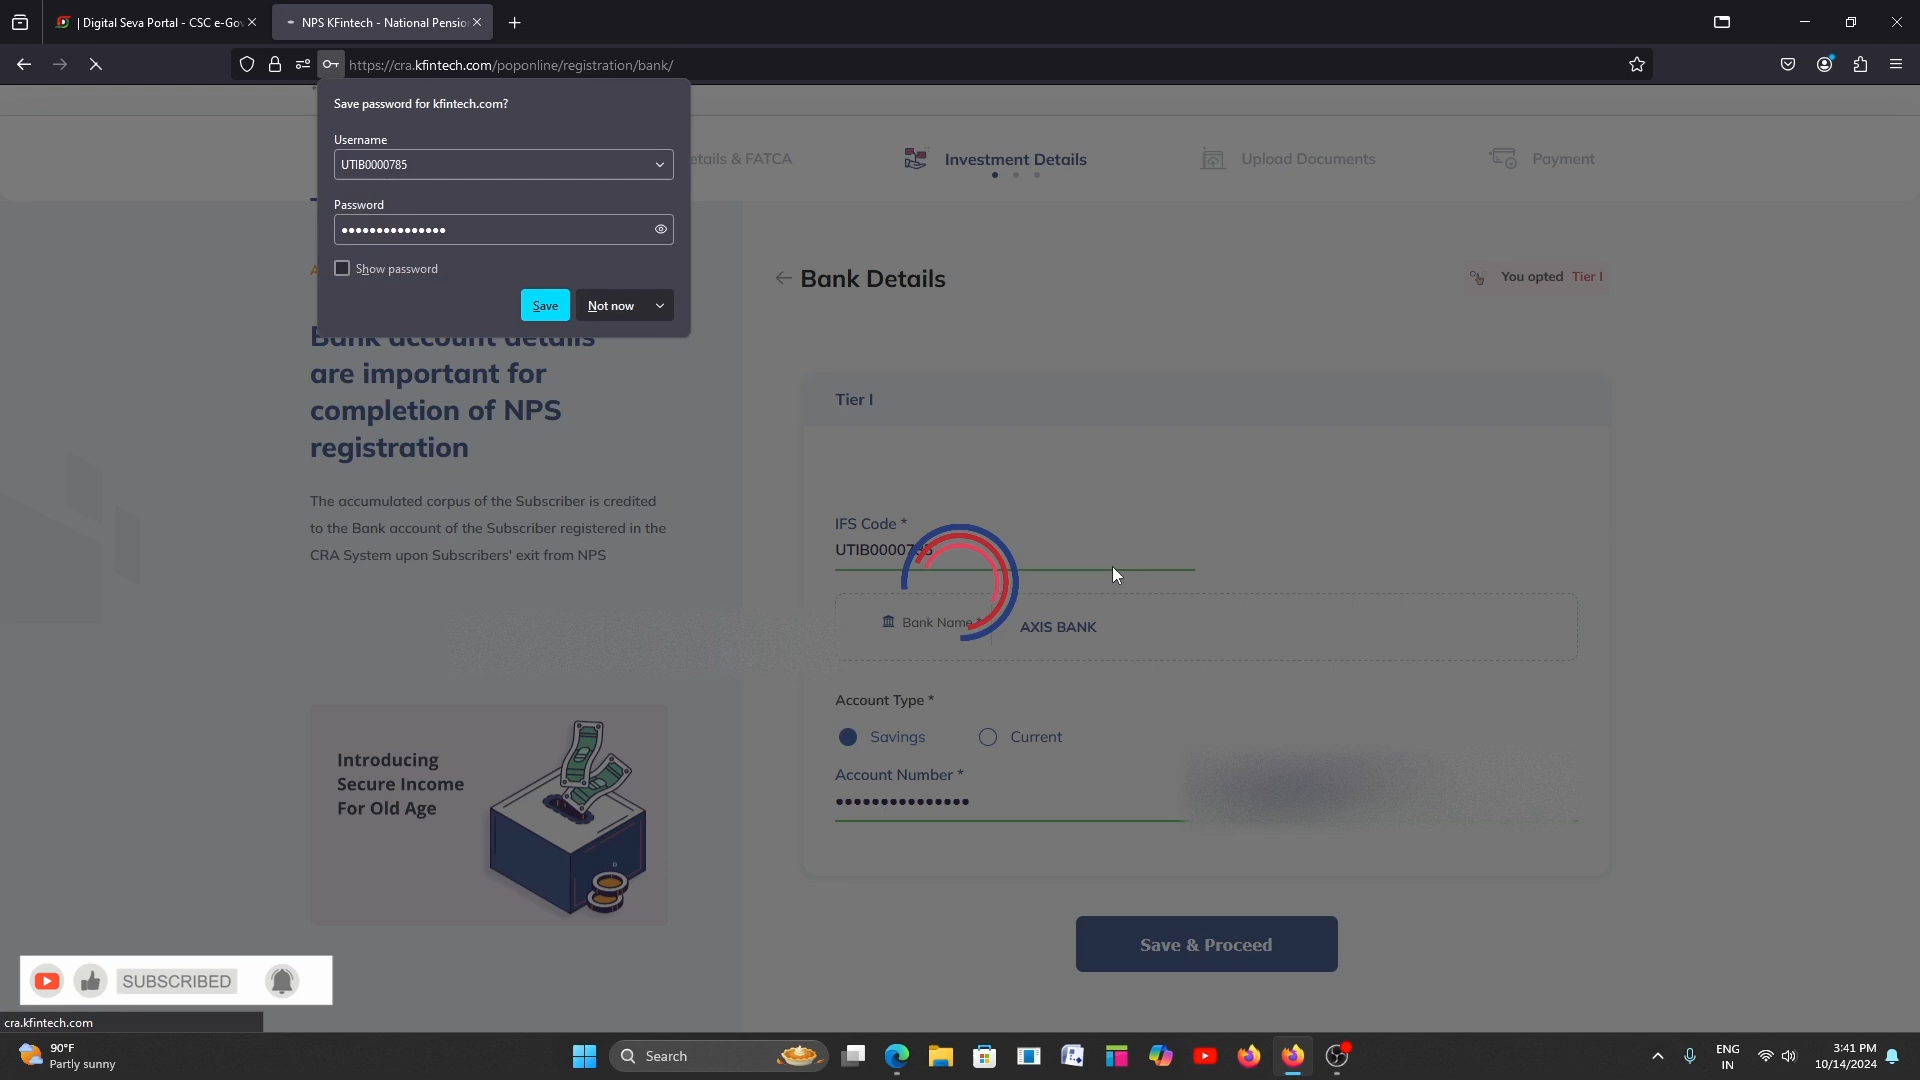 | Digital Seva Portal - CSC e-Go
NPS KFintech - National Pensio
https://cra.kfintech.com/poponline/registration/bank/
Save password for kfintech.com?
Username
UTIB0000785
Password
•••••••••••••••
Show password
Save
Not now
etails & FATCA
Investment Details
Upload Documents
Payment
Bank account details
are important for
completion of NPS
registration
The accumulated corpus of the Subscriber is credited
to the Bank account of the Subscriber registered in the
CRA System upon Subscribers' exit from NPS
Introducing
Secure Income
For Old Age
Bank Details
You opted Tier I
Tier I
IFS Code *
UTIB0000785
Bank Name *
AXIS BANK
Account Type *
Savings
Current
Account Number *
•••••••••••••••
Save & Proceed
SUBSCRIBED
cra.kfintech.com
90°F
Partly sunny
Search
ENG
IN
3:41 PM
10/14/2024